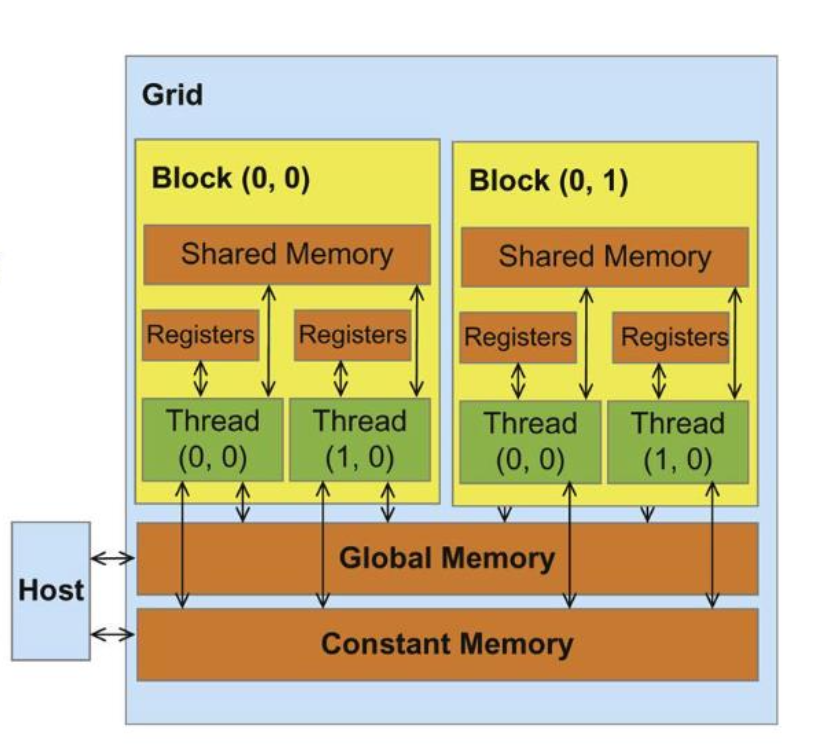 Grid
Block (0, 0)
Shared Memory
Registers
Registers
Thread
(0, 0)
Thread
(1, 0)
Block (0, 1)
Shared Memory
Registers
Registers
Thread
(0, 0)
Thread
(1, 0)
Host
Global Memory
Constant Memory